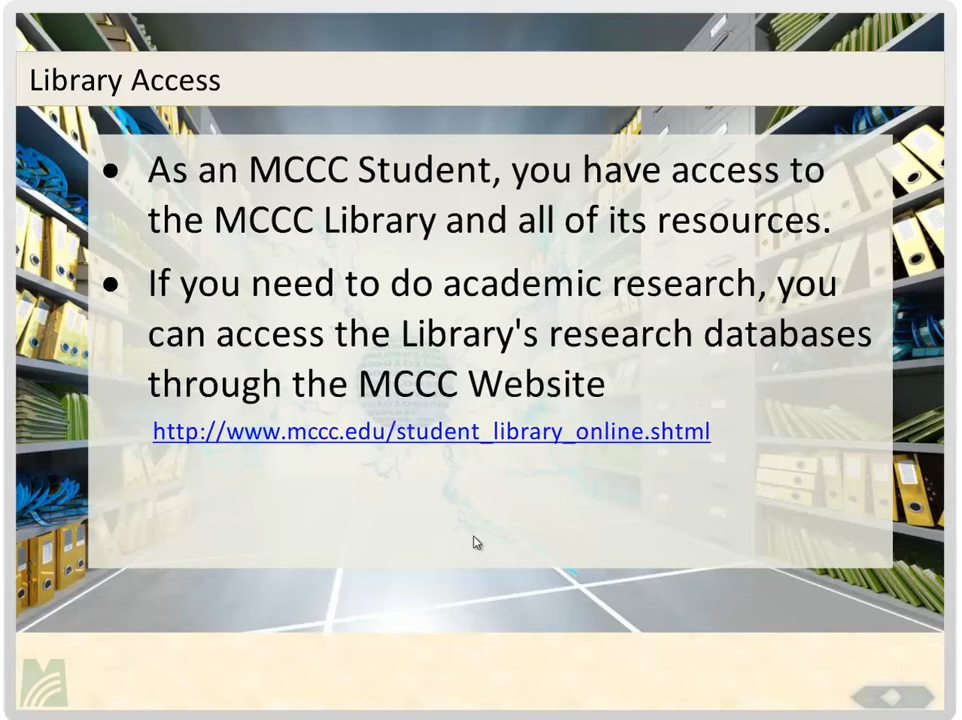 Library Access
• As an MCCC Student, you have access to
the MCCC Library and all of its resources.
• If you need to do academic research, you
can access the Library's research databases
through the MCCC Website
http://www.mccc.edu/student_library_online.shtml